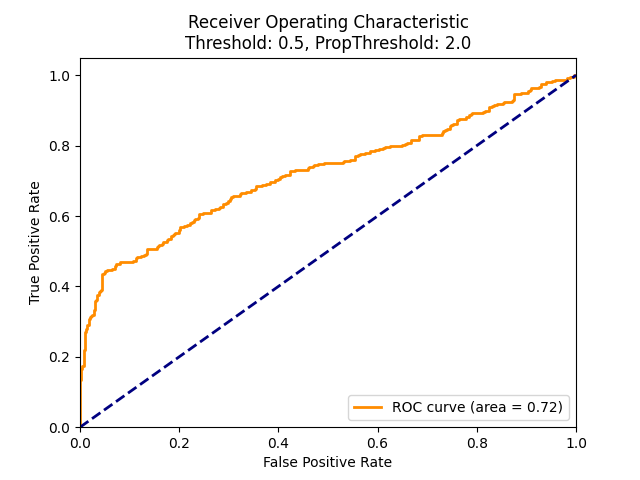 Receiver Operating Characteristic
Threshold: 0.5, PropThreshold: 2.0
1.0
0.8
0.6
0.4
0.2
0.0
True Positive Rate
ROC curve (area = 0.72)
0.0 0.2 0.4 0.6 0.8 1.0
False Positive Rate